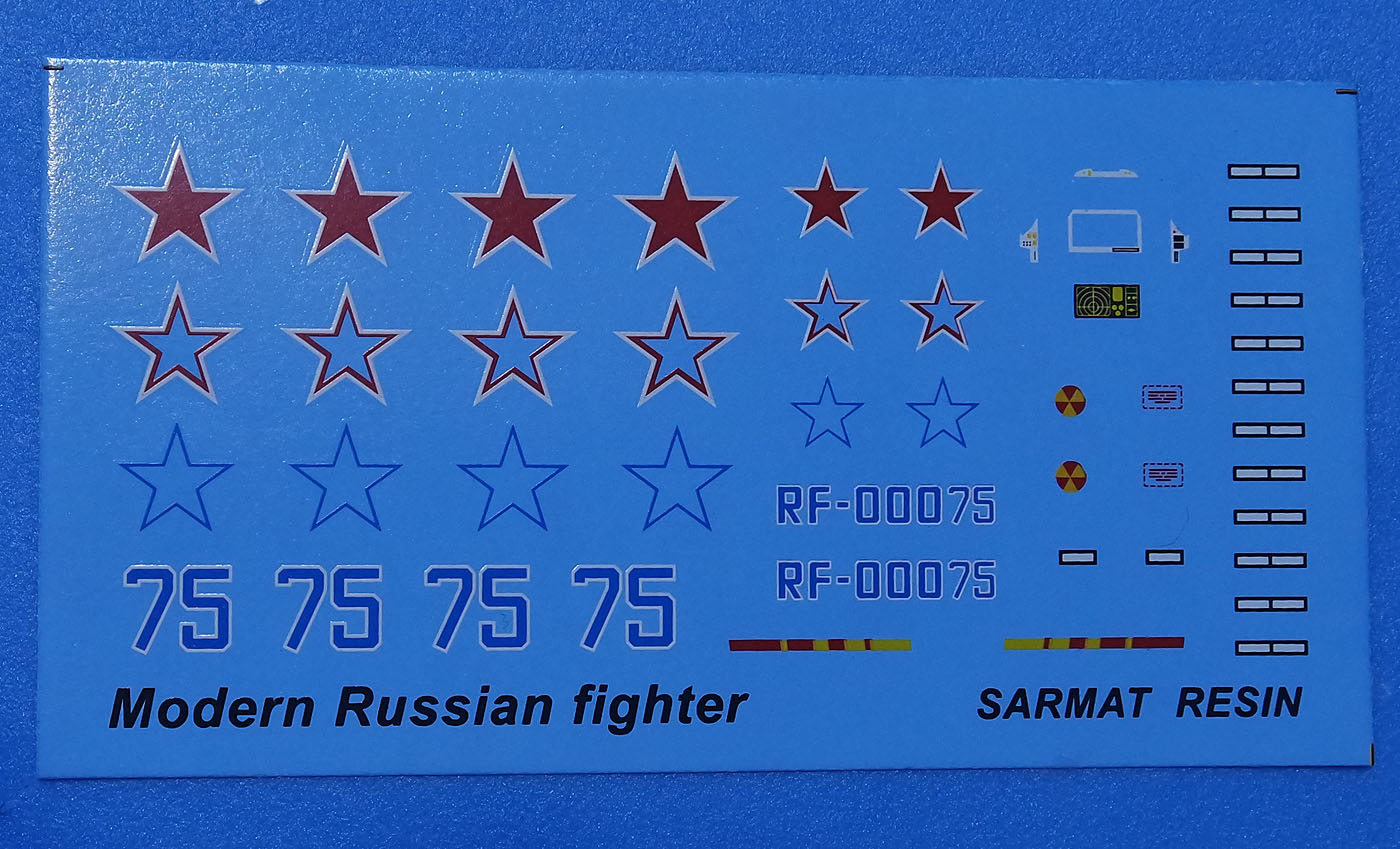 RF-00075
RF-00075
75 75 75 75
Modern Russian fighter
SARMAT RESIN